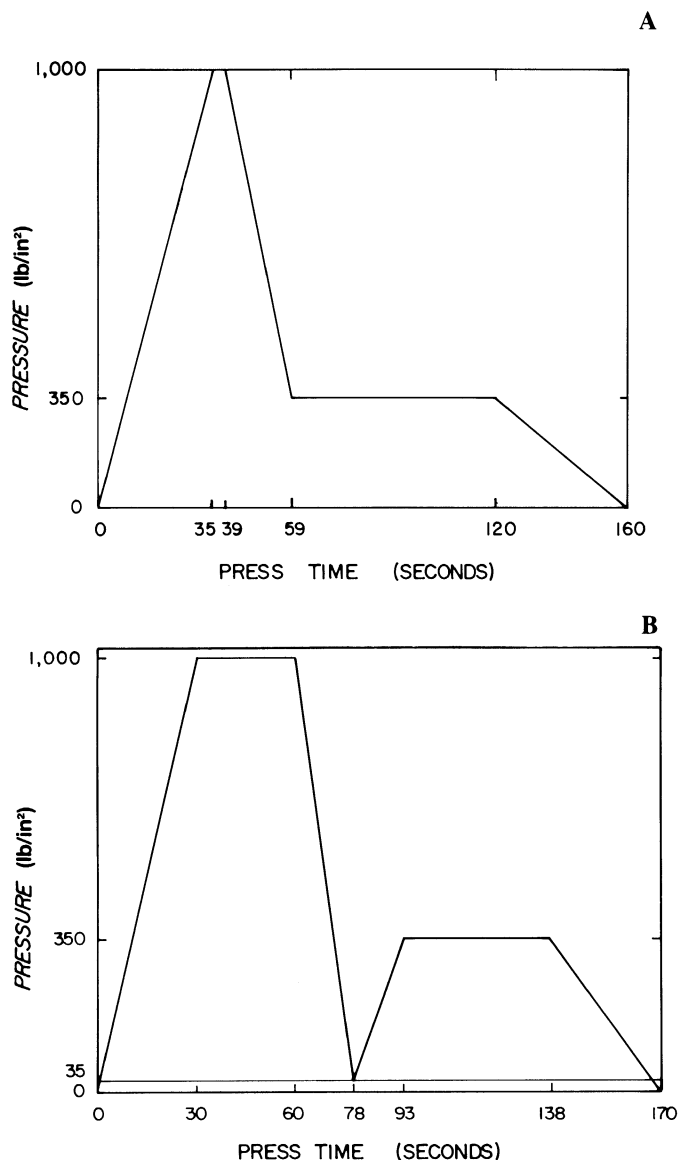 A
1,000
PRESSURE (lb/in²)
350
0
0 35 39 59 120 160
PRESS TIME (SECONDS)
B
1,000
PRESSURE (lb/in²)
350
35
0
0 30 60 78 93 138 170
PRESS TIME (SECONDS)